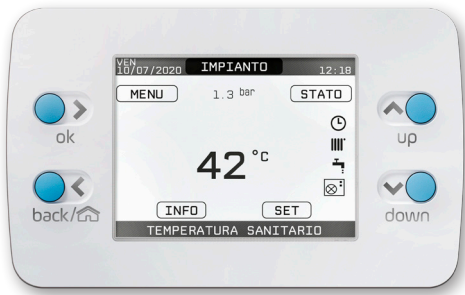 VEN
10/07/2020 IMPIANTO 12:18
MENU 1.3 bar STATO
ok up
42°C
back/ down
INFO SET
TEMPERATURA SANITARIO